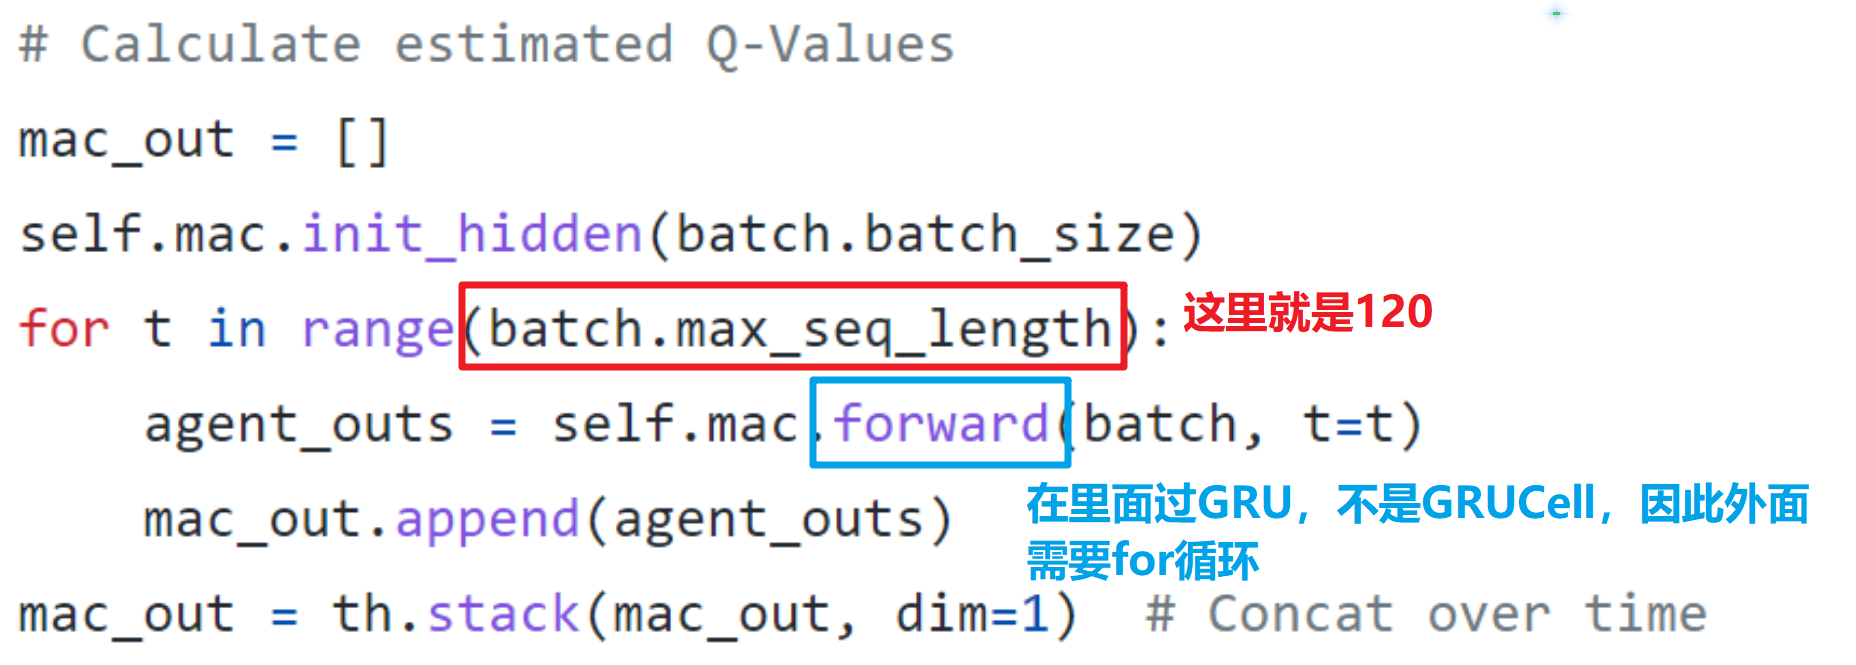 # Calculate estimated Q-Values
mac_out = []
self.mac.init_hidden(batch.batch_size)
for t in range(batch.max_seq_length):
这里就是120
agent_outs = self.mac.forward(batch, t=t)
在里面过GRU，不是GRUCell，因此外面
mac_out.append(agent_outs)
需要for循环
mac_out = th.stack(mac_out, dim=1)  # Concat over time